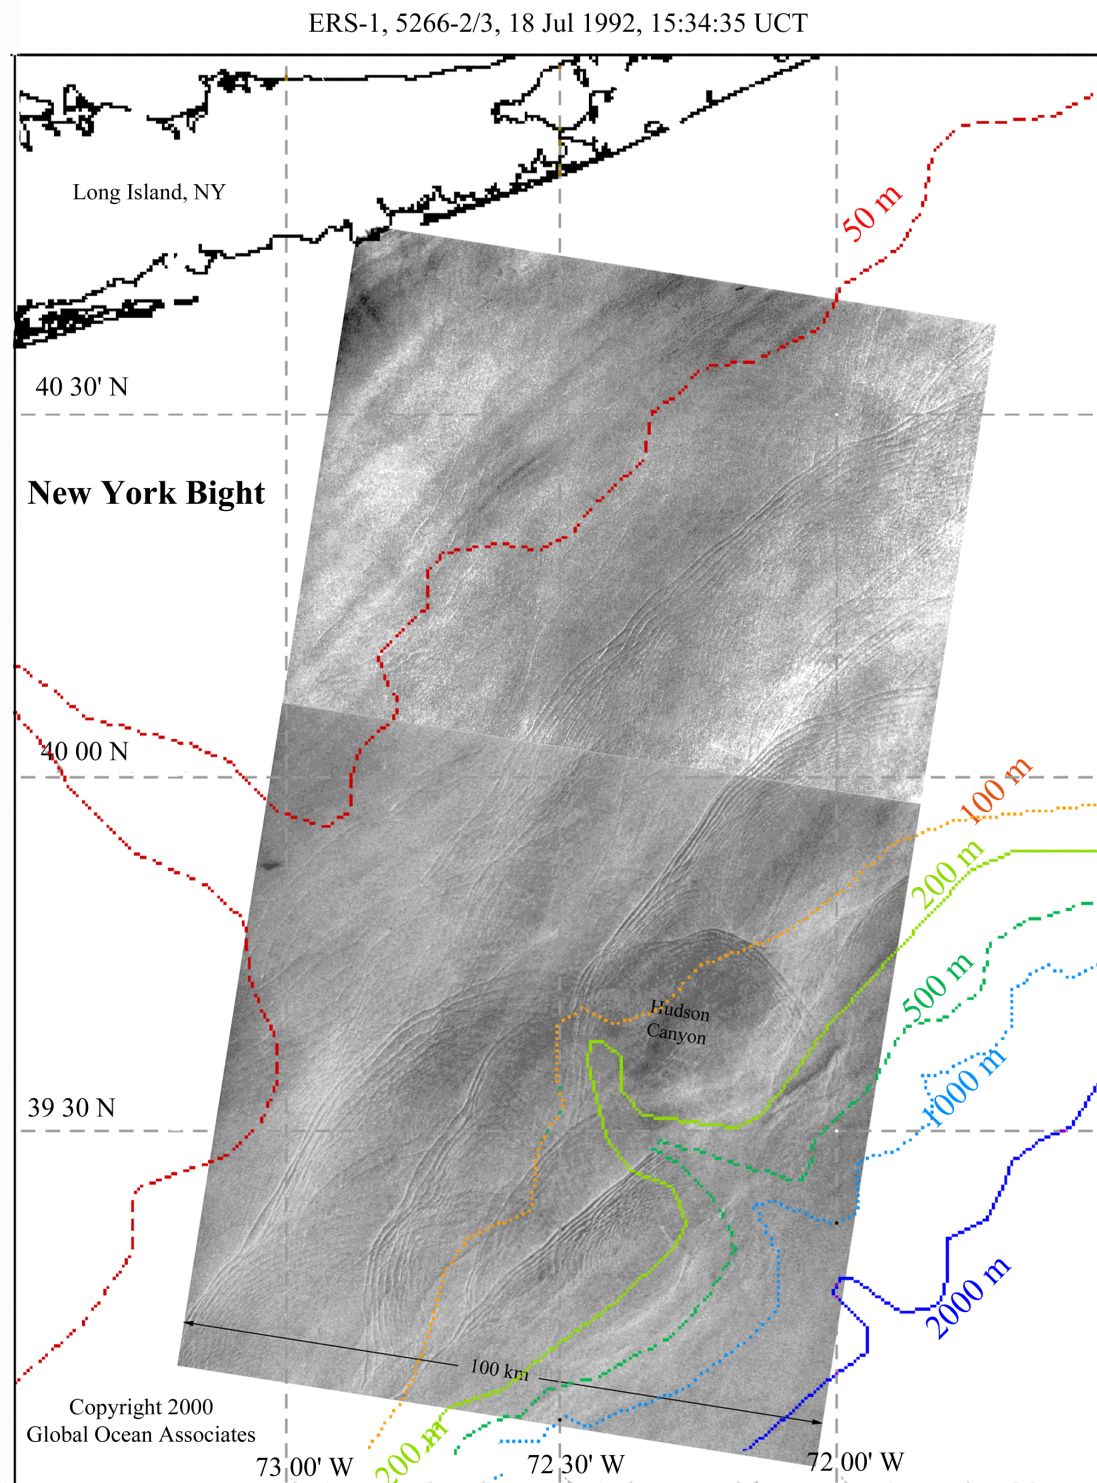 ERS-1, 5266-2/3, 18 Jul 1992, 15:34:35 UCT
Long Island, NY
50 m
40 30' N
New York Bight
40 00 N
100 m
200 m
500 m
Hudson
Canyon
1000 m
39 30 N
2000 m
100 km
Copyright 2000
Global Ocean Associates
200 m
73 00' W
72 30' W
72 00' W